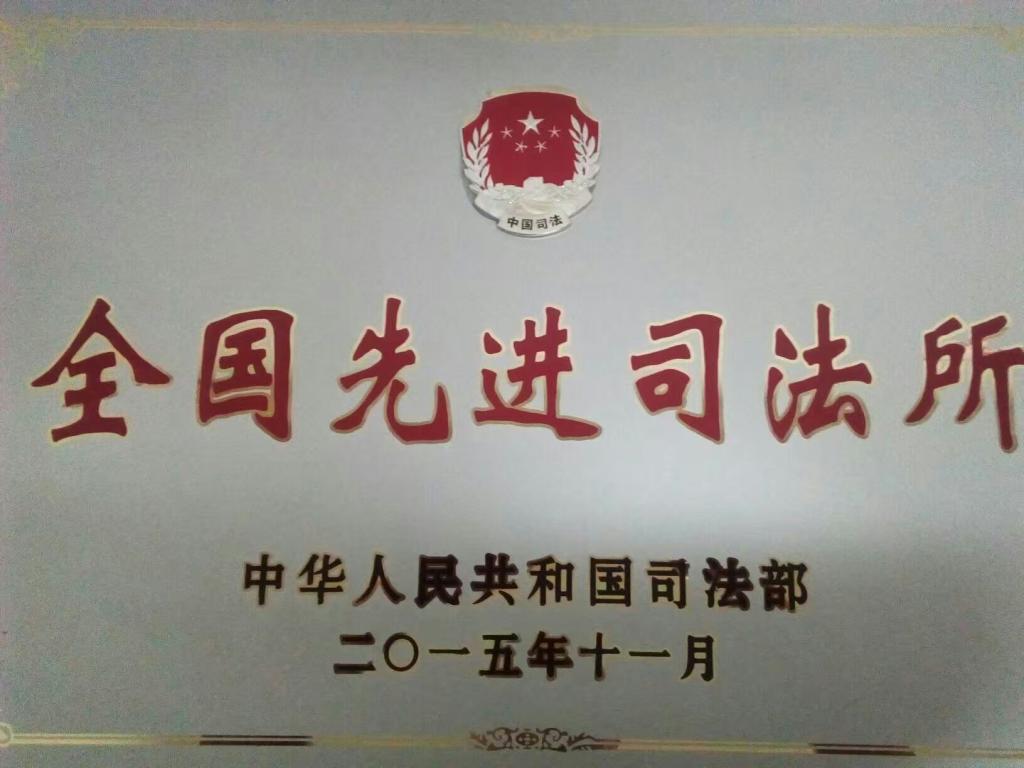 中国司法
全国先进司法所
中华人民共和国司法部
二〇一五年十一月